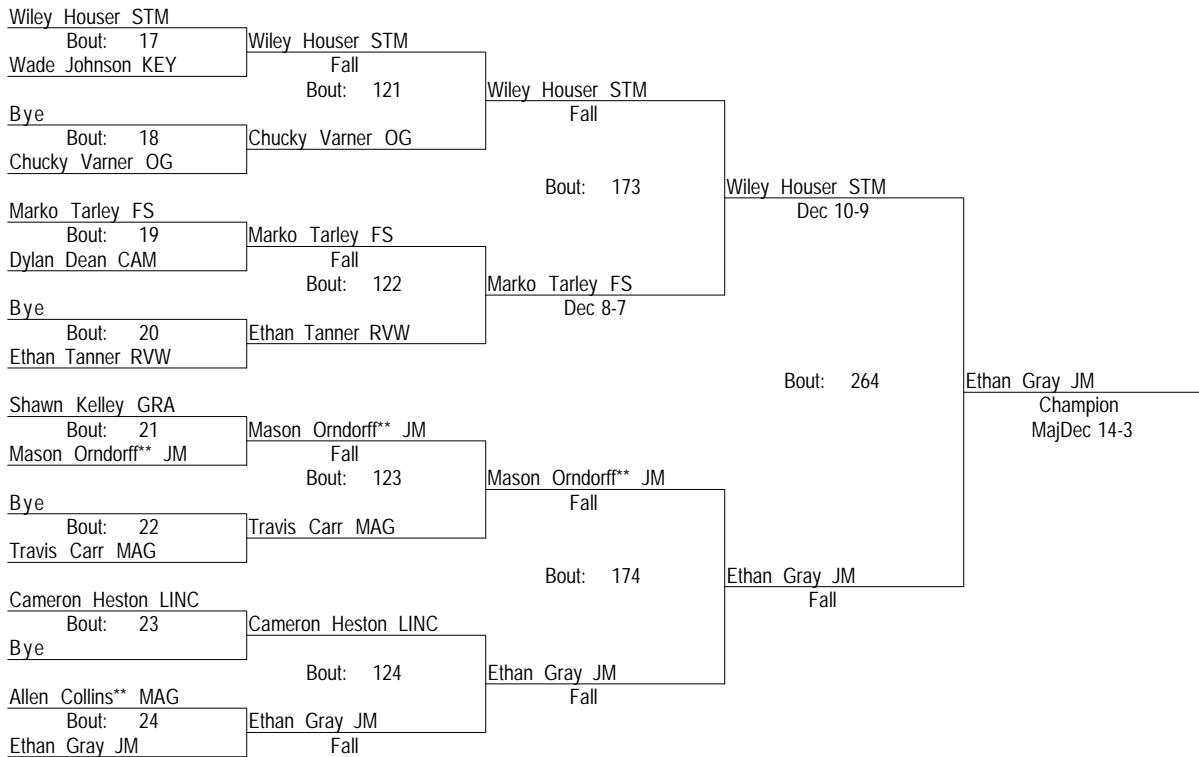 Wiley Houser STM
Bout: 17
Wade Johnson KEY
Bye
Bout: 18
Chucky Varner OG
Marko Tarley FS
Bout: 19
Dylan Dean CAM
Bye
Bout: 20
Ethan Tanner RVW
Shawn Kelley GRA
Bout: 21
Mason Orndorff** JM
Bye
Bout: 22
Travis Carr MAG
Cameron Heston LINC
Bout: 23
Bye
Allen Collins** MAG
Bout: 24
Ethan Gray JM
Wiley Houser STM
Fall
Bout: 121
Chucky Varner OG
Marko Tarley FS
Fall
Bout: 122
Ethan Tanner RVW
Mason Orndorff** JM
Fall
Bout: 123
Travis Carr MAG
Cameron Heston LINC
Bout: 124
Ethan Gray JM
Fall
Wiley Houser STM
Fall
Bout: 173
Marko Tarley FS
Dec 8-7
Mason Orndorff** JM
Fall
Bout: 174
Ethan Gray JM
Fall
Wiley Houser STM
Dec 10-9
Bout: 264
Ethan Gray JM
Fall
Ethan Gray JM
Champion
MajDec 14-3